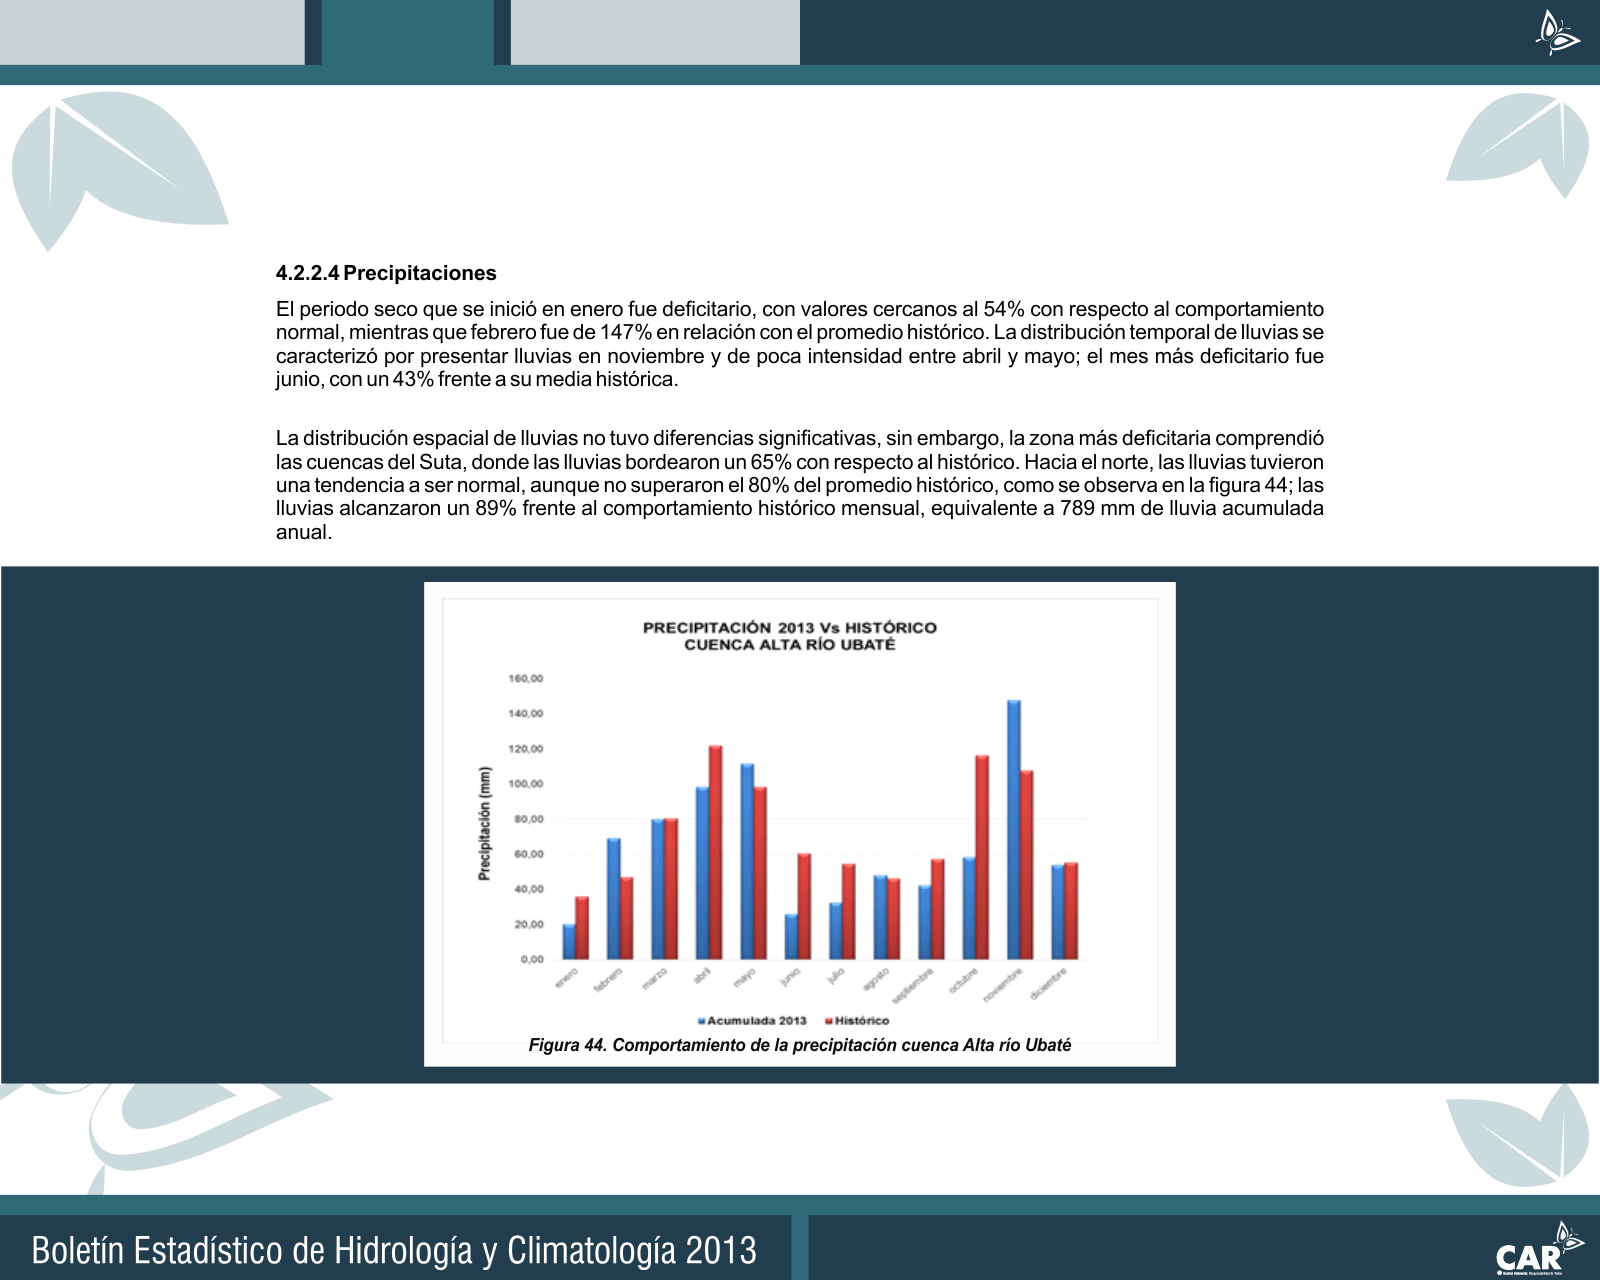 4.2.2.4 Precipitaciones
El periodo seco que se inició en enero fue deficitario, con valores cercanos al 54% con respecto al comportamiento
normal, mientras que febrero fue de 147% en relación con el promedio histórico. La distribución temporal de lluvias se
caracterizó por presentar lluvias en noviembre y de poca intensidad entre abril y mayo; el mes más deficitario fue
junio, con un 43% frente a su media histórica.
La distribución espacial de lluvias no tuvo diferencias significativas, sin embargo, la zona más deficitaria comprendió
las cuencas del Suta, donde las lluvias bordearon un 65% con respecto al histórico. Hacia el norte, las lluvias tuvieron
una tendencia a ser normal, aunque no superaron el 80% del promedio histórico, como se observa en la figura 44; las
lluvias alcanzaron un 89% frente al comportamiento histórico mensual, equivalente a 789 mm de lluvia acumulada
anual.
PRECIPITACIÓN 2013 Vs HISTÓRICO
CUENCA ALTA RÍO UBATÉ
Precipitación (mm)
160,00
140,00
120,00
100,00
80,00
60,00
40,00
20,00
0,00
enero
febrero
marzo
abril
mayo
junio
julio
agosto
septiembre
octubre
noviembre
diciembre
Acumulada 2013 Histórico
Figura 44. Comportamiento de la precipitación cuenca Alta río Ubaté
Boletín Estadístico de Hidrología y Climatología 2013
CAR